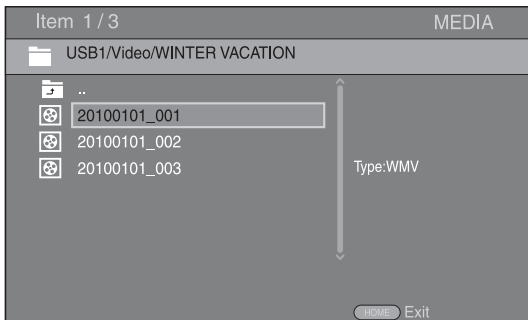 Item 1 / 3 MEDIA
USB1/Video/WINTER VACATION
..
20100101_001
20100101_002
20100101_003
Type:WMV
HOME Exit